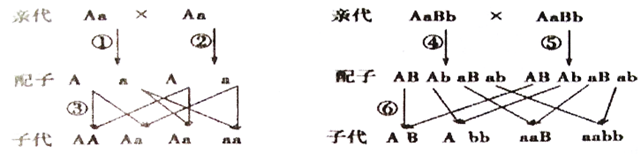 亲代 Aa × Aa 亲代 AaBb × AaBb
① ② ④ ⑤
配子 A a A a 配子 AB Ab aB ab AB Ab aB ab
③ ⑥
子代 AA Aa Aa aa 子代 A B A bb aaB aabb